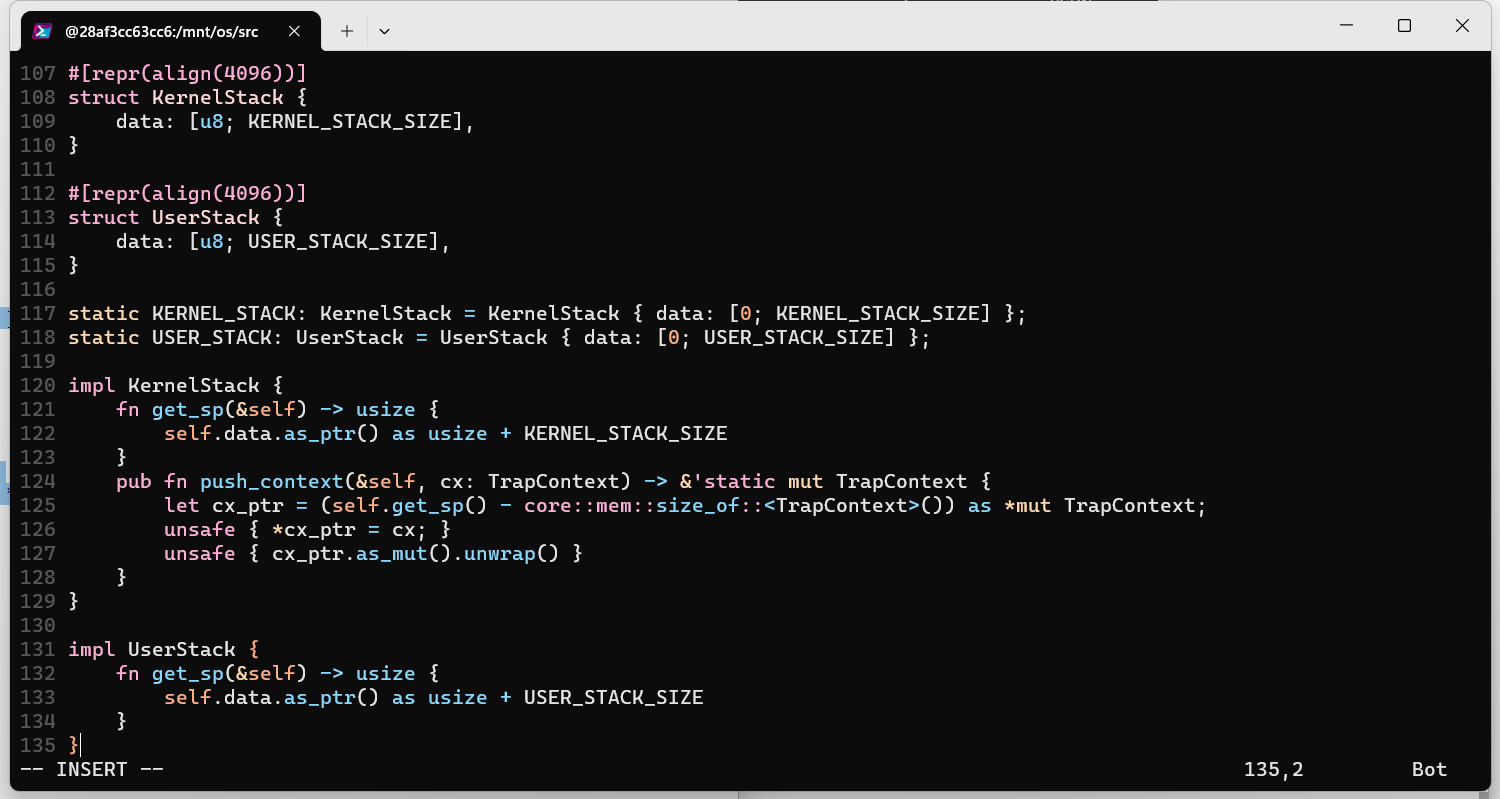 @28af3cc63cc6:/mnt/os/src
107 #[repr(align(4096))]
108 struct KernelStack {
109     data: [u8; KERNEL_STACK_SIZE],
110 }
111
112 #[repr(align(4096))]
113 struct UserStack {
114     data: [u8; USER_STACK_SIZE],
115 }
116
117 static KERNEL_STACK: KernelStack = KernelStack { data: [0; KERNEL_STACK_SIZE] };
118 static USER_STACK: UserStack = UserStack { data: [0; USER_STACK_SIZE] };
119
120 impl KernelStack {
121     fn get_sp(&self) -> usize {
122         self.data.as_ptr() as usize + KERNEL_STACK_SIZE
123     }
124     pub fn push_context(&self, cx: TrapContext) -> &'static mut TrapContext {
125         let cx_ptr = (self.get_sp() - core::mem::size_of::<TrapContext>()) as *mut TrapContext;
126         unsafe { *cx_ptr = cx; }
127         unsafe { cx_ptr.as_mut().unwrap() }
128     }
129 }
130
131 impl UserStack {
132     fn get_sp(&self) -> usize {
133         self.data.as_ptr() as usize + USER_STACK_SIZE
134     }
135 }
-- INSERT -- 135,2 Bot